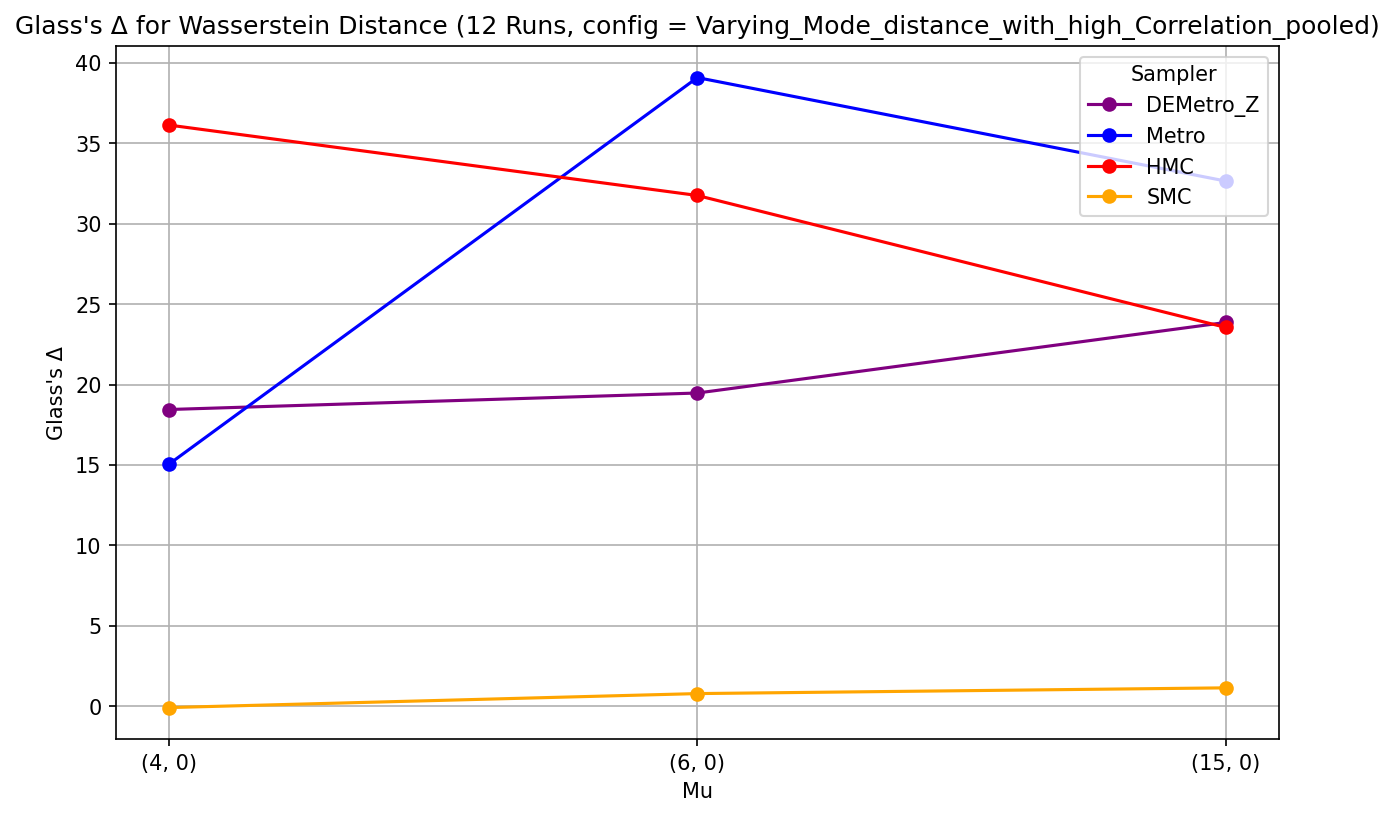 Glass's Δ for Wasserstein Distance (12 Runs, config = Varying_Mode_distance_with_high_Correlation_pooled)
Sampler
DEMetro_Z
Metro
HMC
SMC
40
35
30
25
20
15
10
5
0
Glass's Δ
(4, 0)
(6, 0)
(15, 0)
Mu